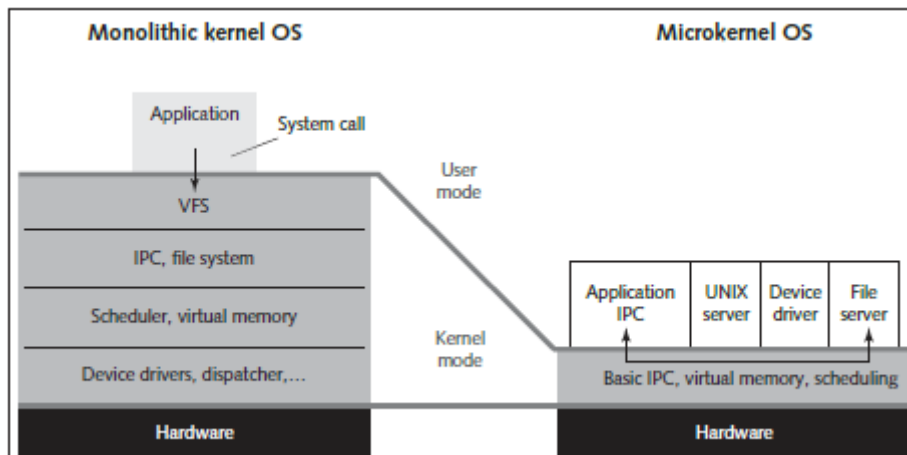 Monolithic kernel OS
Microkernel OS
Application
System call
User
mode
VFS
IPC, file system
Scheduler, virtual memory
Device drivers, dispatcher,...
Kernel
mode
Application
IPC
UNIX
server
Device
driver
File
server
Basic IPC, virtual memory, scheduling
Hardware
Hardware